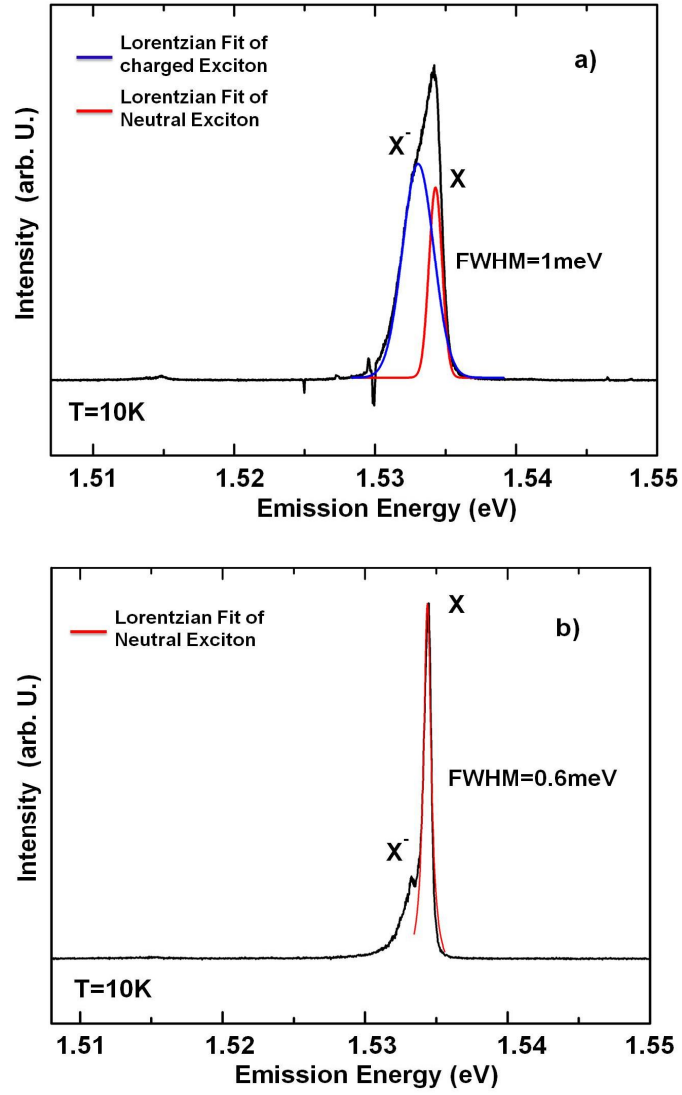 Lorentzian Fit of
charged Exciton
Lorentzian Fit of
Neutral Exciton
a)
X-
X
FWHM=1meV
T=10K
Intensity (arb. U.)
1.51 1.52 1.53 1.54 1.55
Emission Energy (eV)
Lorentzian Fit of
Neutral Exciton
X
b)
FWHM=0.6meV
X-
T=10K
Intensity (arb. U.)
1.51 1.52 1.53 1.54 1.55
Emission Energy (eV)